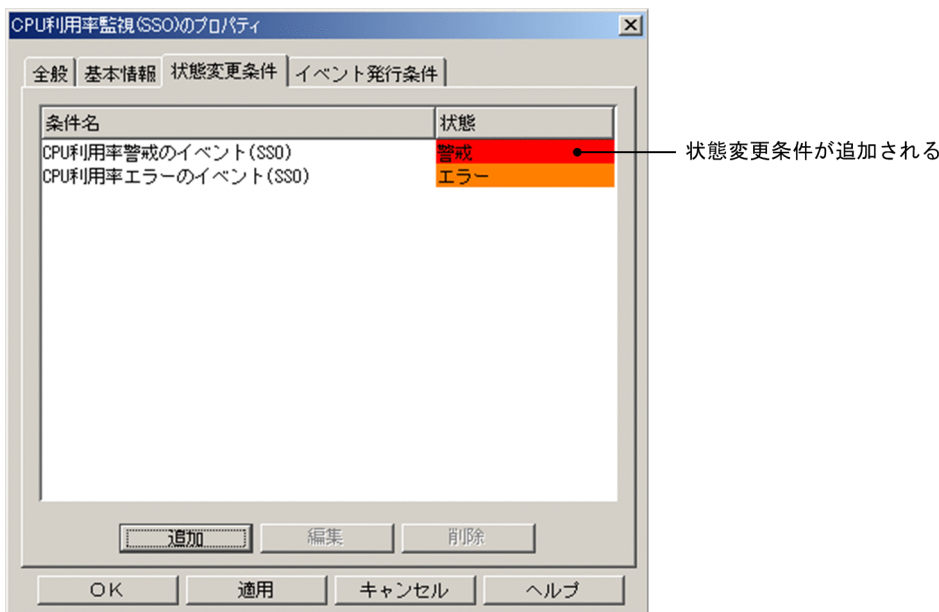 CPU利用率監視(SSO)のプロパティ
全般 基本情報 状態変更条件 イベント発行条件
条件名 状態
CPU利用率警戒のイベント(SSO) 警戒
状態変更条件が追加される
CPU利用率エラーのイベント(SSO) エラー
追加 編集 削除
OK 適用 キャンセル ヘルプ